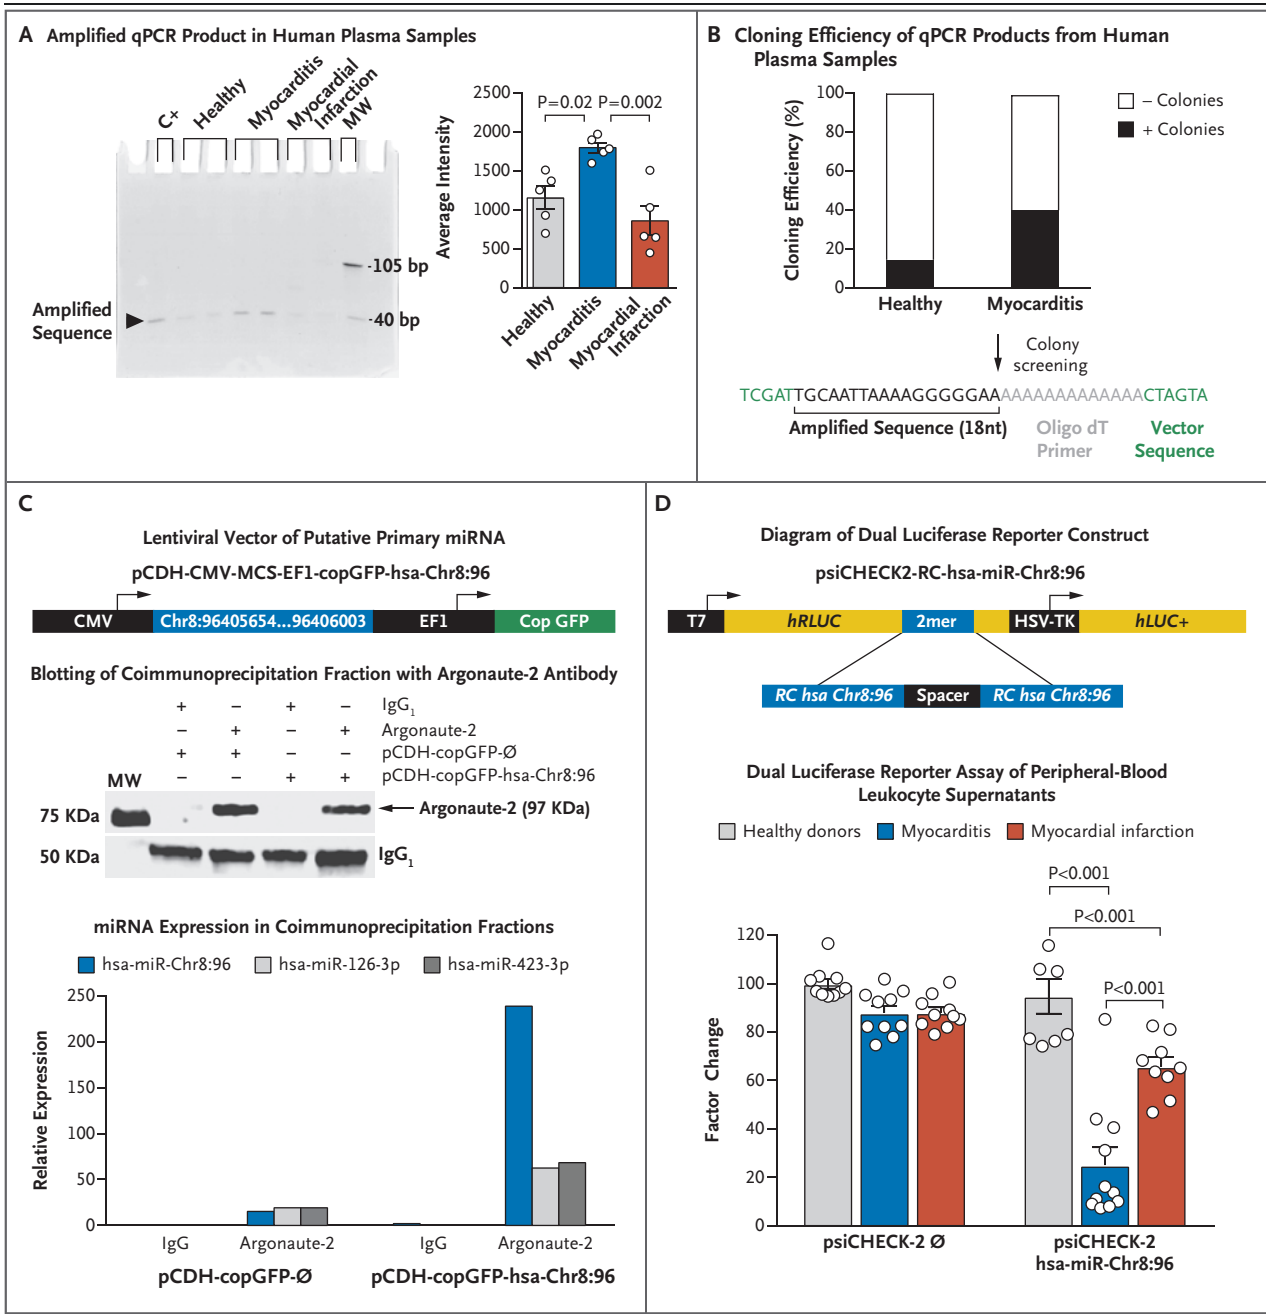 A Amplified qPCR Product in Human Plasma Samples
C+
Healthy
Myocarditis
Myocardial
Infarction
MW
105 bp
40 bp
Amplified
Sequence
2500
2000
1500
1000
500
0
Average Intensity
P=0.02
P=0.002
Healthy
Myocarditis
Myocardial
Infarction
B Cloning Efficiency of qPCR Products from Human
Plasma Samples
100
80
60
40
20
0
Cloning Efficiency (%)
Healthy
Myocarditis
– Colonies
+ Colonies
Colony
screening
TCGATTGCAATTAAAAGGGGGAAAAAAAAAAAAAAACTAGTA
Amplified Sequence (18nt)
Oligo dT
Primer
Vector
Sequence
C
Lentiviral Vector of Putative Primary miRNA
pCDH-CMV-MCS-EF1-copGFP-hsa-Chr8:96
CMV
Chr8:96405654...96406003
EF1
Cop GFP
Blotting of Coimmunoprecipitation Fraction with Argonaute-2 Antibody
+ – + – IgG1
– + – + Argonaute-2
+ + – – pCDH-copGFP-Ø
– – + + pCDH-copGFP-hsa-Chr8:96
MW
75 KDa
Argonaute-2 (97 KDa)
50 KDa
IgG1
miRNA Expression in Coimmunoprecipitation Fractions
hsa-miR-Chr8:96
hsa-miR-126-3p
hsa-miR-423-3p
250
200
150
100
50
0
Relative Expression
IgG
Argonaute-2
IgG
Argonaute-2
pCDH-copGFP-Ø
pCDH-copGFP-hsa-Chr8:96
D
Diagram of Dual Luciferase Reporter Construct
psiCHECK2-RC-hsa-miR-Chr8:96
T7
hRLUC
2mer
HSV-TK
hLUC+
RC hsa Chr8:96
Spacer
RC hsa Chr8:96
Dual Luciferase Reporter Assay of Peripheral-Blood
Leukocyte Supernatants
Healthy donors
Myocarditis
Myocardial infarction
P<0.001
P<0.001
P<0.001
120
100
80
60
40
20
0
Factor Change
psiCHECK-2 Ø
psiCHECK-2
hsa-miR-Chr8:96